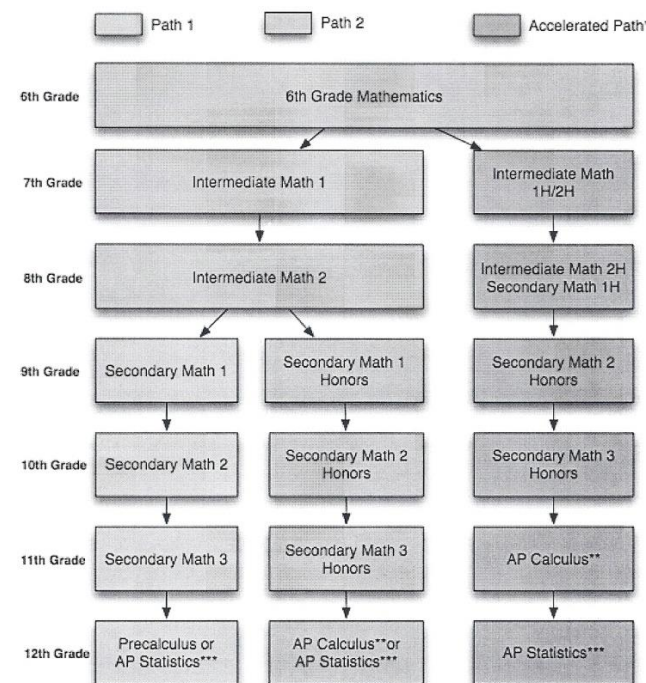 Path 1
Path 2
Accelerated Path*
6th Grade
6th Grade Mathematics
7th Grade
Intermediate Math 1
Intermediate Math
1H/2H
8th Grade
Intermediate Math 2
Intermediate Math 2H
Secondary Math 1H
9th Grade
Secondary Math 1
Secondary Math 1
Honors
Secondary Math 2
Honors
10th Grade
Secondary Math 2
Secondary Math 2
Honors
Secondary Math 3
Honors
11th Grade
Secondary Math 3
Secondary Math 3
Honors
AP Calculus**
12th Grade
Precalculus or
AP Statistics***
AP Calculus**or
AP Statistics***
AP Statistics***